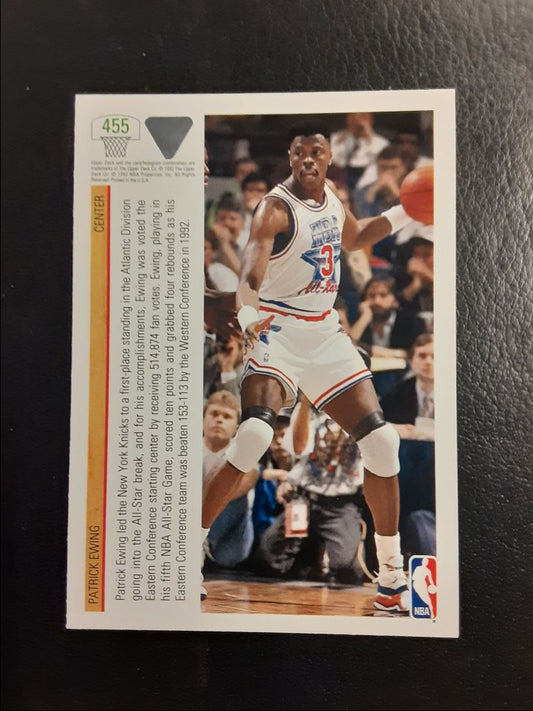 455
Upper Deck and the card/hologram combination are
trademarks of The Upper Deck Co. © 1992 The Upper
Deck Co. © 1992 NBA Properties, Inc. All Rights
Reserved. Printed in the U.S.A.
PATRICK EWING CENTER
Patrick Ewing led the New York Knicks to a first-place standing in the Atlantic Division
going into the All-Star break, and for his accomplishments, Ewing was voted the
Eastern Conference starting center by receiving 514,874 fan votes. Ewing, playing in
his fifth NBA All-Star Game, scored ten points and grabbed four rebounds as his
Eastern Conference team was beaten 153-113 by the Western Conference in 1992.
NBA
3
All-Star
NBA